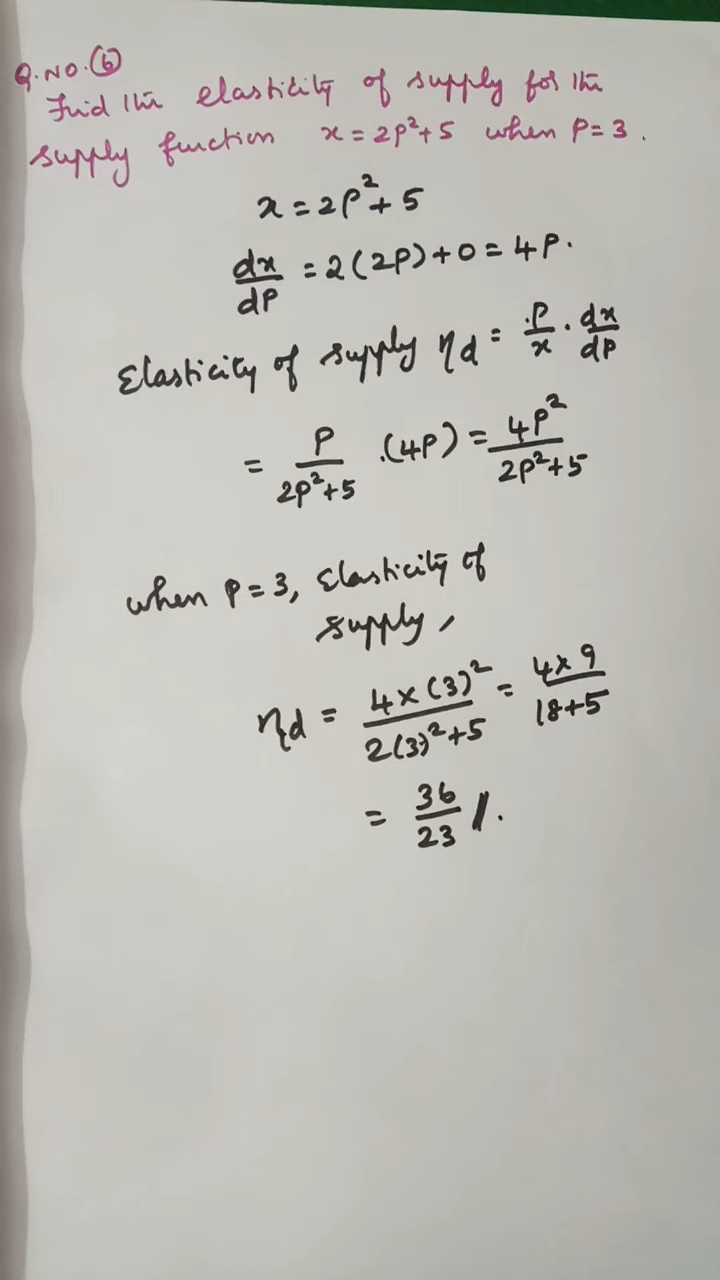 Q.NO.(6)
Find the elasticity of supply for the
supply function x = 2p²+5 when P=3.
x = 2p²+5
dx/dp = 2(2p)+0 = 4p.
Elasticity of supply ηd = p/x · dx/dp
= p/(2p²+5) ·(4p) = 4p²/(2p²+5)
when p=3, Elasticity of
supply,
ηd = (4×(3)²)/(2(3)²+5) = (4×9)/(18+5)
= 36/23 //.